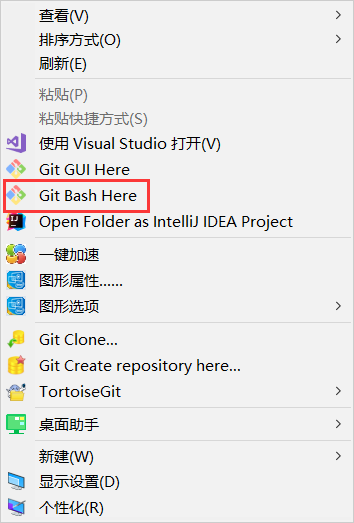 查看(V)
排序方式(O)
刷新(E)
粘贴(P)
粘贴快捷方式(S)
使用 Visual Studio 打开(V)
Git GUI Here
Git Bash Here
Open Folder as IntelliJ IDEA Project
一键加速
图形属性......
图形选项
Git Clone...
Git Create repository here...
TortoiseGit
桌面助手
新建(W)
显示设置(D)
个性化(R)